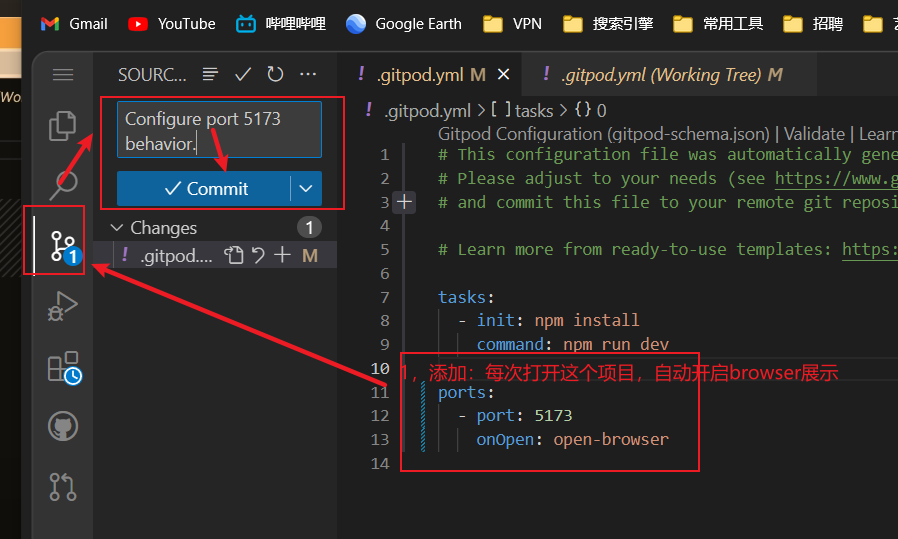 Gmail
YouTube
哔哩哔哩
Google Earth
VPN
搜索引擎
常用工具
招聘
SOURC...
.gitpod.yml M
.gitpod.yml (Working Tree) M
.gitpod.yml > [ ] tasks > {} 0
Configure port 5173
behavior.
Commit
Changes 1
.gitpod.... M
1
Gitpod Configuration (gitpod-schema.json) | Validate | Learn
1 # This configuration file was automatically gene
2 # Please adjust to your needs (see https://www.g
3 # and commit this file to your remote git reposi
4
5 # Learn more from ready-to-use templates: https:
6
7 tasks:
8 - init: npm install
9 command: npm run dev
10
1，添加：每次打开这个项目，自动开启browser展示
11 ports:
12 - port: 5173
13 onOpen: open-browser
14